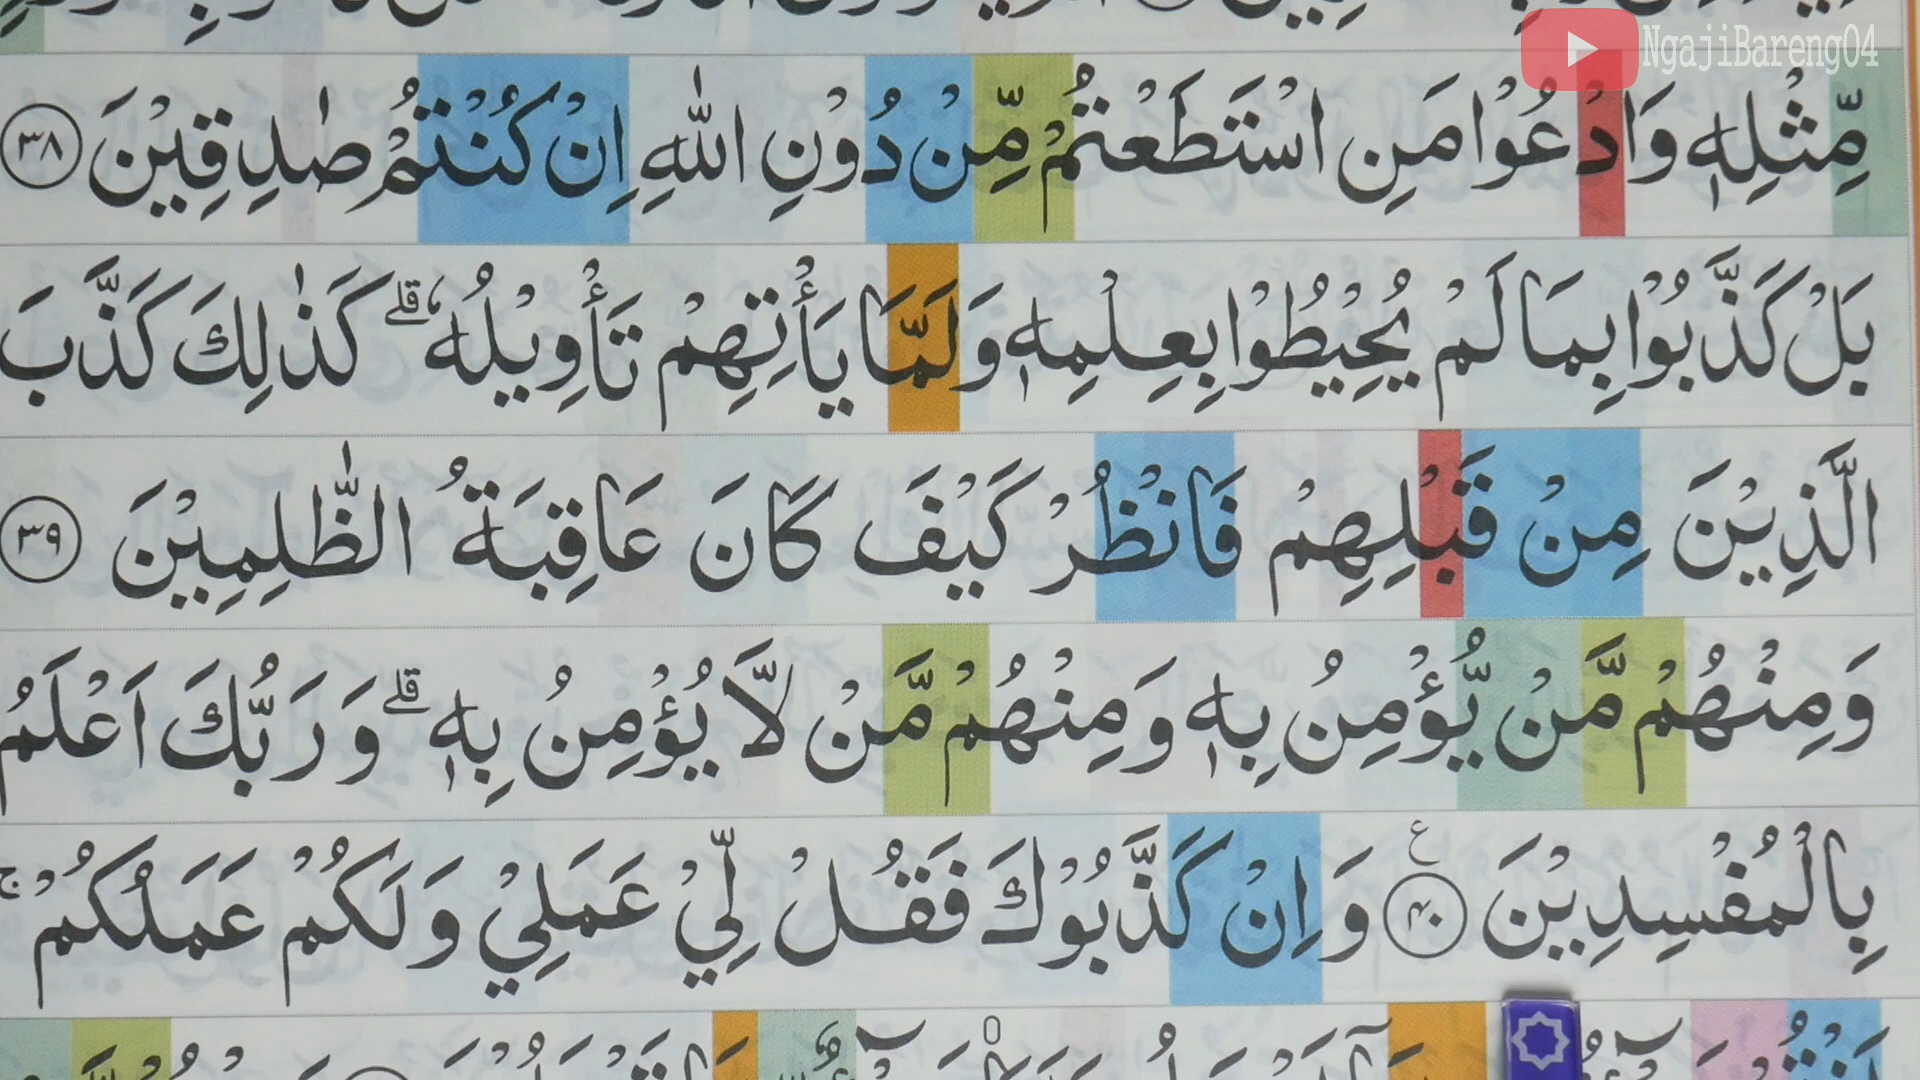 NgajiBareng04
مِّثْلِهٖ وَادْعُوْا مَنِ اسْتَطَعْتُمْ مِّنْ دُوْنِ اللّٰهِ اِنْ كُنْتُمْ صٰدِقِيْنَ ٣٨
بَلْ كَذَّبُوْا بِمَا لَمْ يُحِيْطُوْا بِعِلْمِهٖ وَلَمَّا يَأْتِهِمْ تَأْوِيْلُهٗۗ كَذٰلِكَ كَذَّبَ
الَّذِيْنَ مِنْ قَبْلِهِمْ فَانْظُرْ كَيْفَ كَانَ عَاقِبَةُ الظّٰلِمِيْنَ ٣٩
وَمِنْهُمْ مَّنْ يُّؤْمِنُ بِهٖ وَمِنْهُمْ مَّنْ لَّا يُؤْمِنُ بِهٖۗ وَرَبُّكَ اَعْلَمُ
بِالْمُفْسِدِيْنَ ࣖ ٤٠ وَاِنْ كَذَّبُوْكَ فَقُلْ لِّيْ عَمَلِيْ وَلَكُمْ عَمَلُكُمْۚ